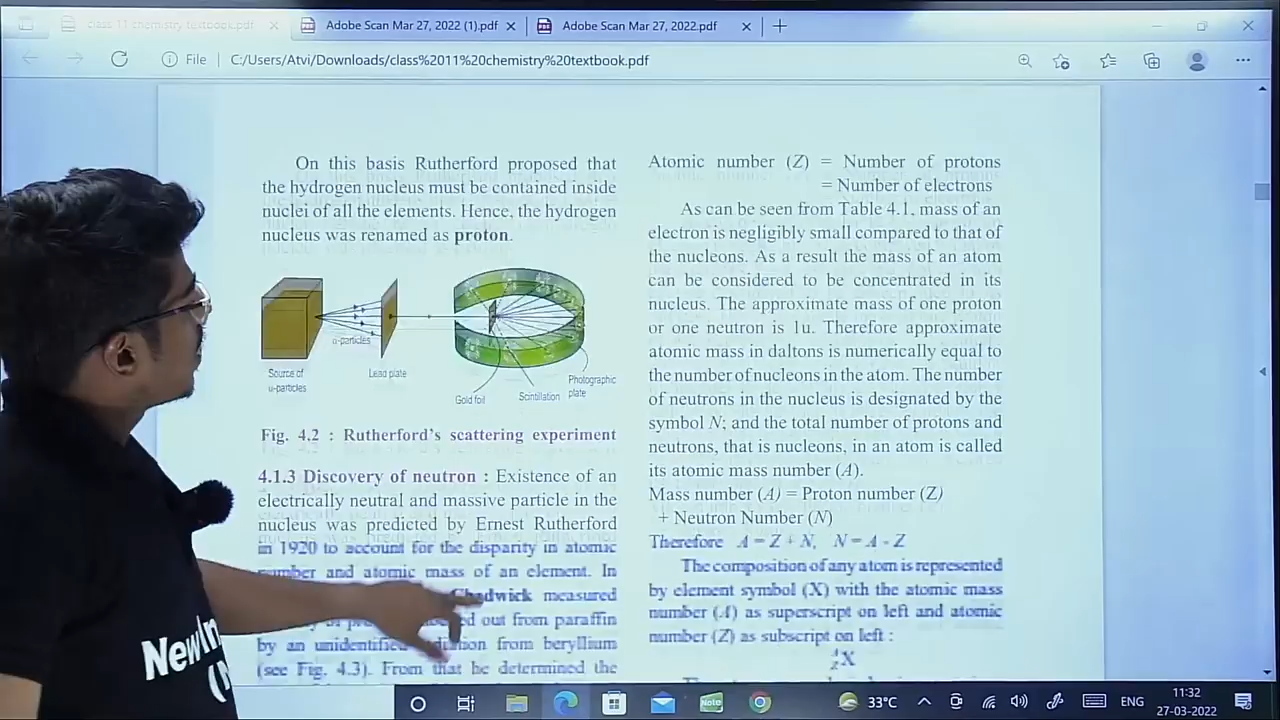 class 11 chemistry textbook.pdf
Adobe Scan Mar 27, 2022 (1).pdf
Adobe Scan Mar 27, 2022.pdf
File
C:/Users/Atvi/Downloads/class%2011%20chemistry%20textbook.pdf
On this basis Rutherford proposed that
the hydrogen nucleus must be contained inside
nuclei of all the elements. Hence, the hydrogen
nucleus was renamed as proton.
α-particles
Source of
α-particles
Lead plate
Gold foil
Scintillation
Photographic
plate
Fig. 4.2 : Rutherford's scattering experiment
4.1.3 Discovery of neutron : Existence of an
electrically neutral and massive particle in the
nucleus was predicted by Ernest Rutherford
in 1920 to account for the disparity in atomic
number and atomic mass of an element. In
Chadwick measured
out from paraffin
by an unidentified radiation from beryllium
(see Fig. 4.3). From that he determined the
Atomic number (Z) = Number of protons
= Number of electrons
As can be seen from Table 4.1, mass of an
electron is negligibly small compared to that of
the nucleons. As a result the mass of an atom
can be considered to be concentrated in its
nucleus. The approximate mass of one proton
or one neutron is 1u. Therefore approximate
atomic mass in daltons is numerically equal to
the number of nucleons in the atom. The number
of neutrons in the nucleus is designated by the
symbol N; and the total number of protons and
neutrons, that is nucleons, in an atom is called
its atomic mass number (A).
Mass number (A) = Proton number (Z)
+ Neutron Number (N)
Therefore A = Z + N, N = A - Z
The composition of any atom is represented
by element symbol (X) with the atomic mass
number (A) as superscript on left and atomic
number (Z) as subscript on left :
A
Z X
Note
33°C
ENG
11:32
27-03-2022